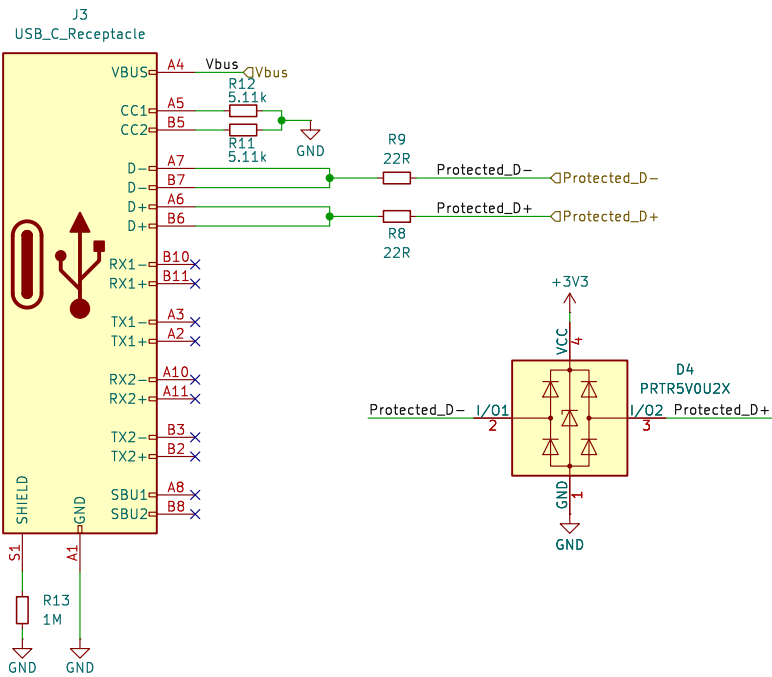 J3
USB_C_Receptacle
VBUS A4 Vbus Vbus
R12
5.11k
CC1 A5
CC2 B5
R11
5.11k
GND
D- A7
D- B7
D+ A6
D+ B6
R9
22R
Protected_D- Protected_D-
Protected_D+ Protected_D+
R8
22R
RX1- B10
RX1+ B11
TX1- A3
TX1+ A2
RX2- A10
RX2+ A11
TX2- B3
TX2+ B2
SBU1 A8
SBU2 B8
SHIELD
GND
S1
A1
R13
1M
GND
GND
+3V3
VCC
4
D4
PRTR5V0U2X
Protected_D- I/O1
2
I/O2 Protected_D+
3
GND
1
GND